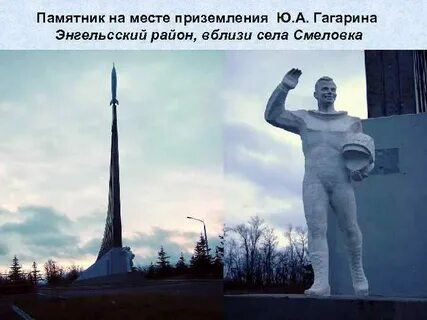 Памятник на месте приземления Ю.А. Гагарина
Энгельсский район, вблизи села Смеловка